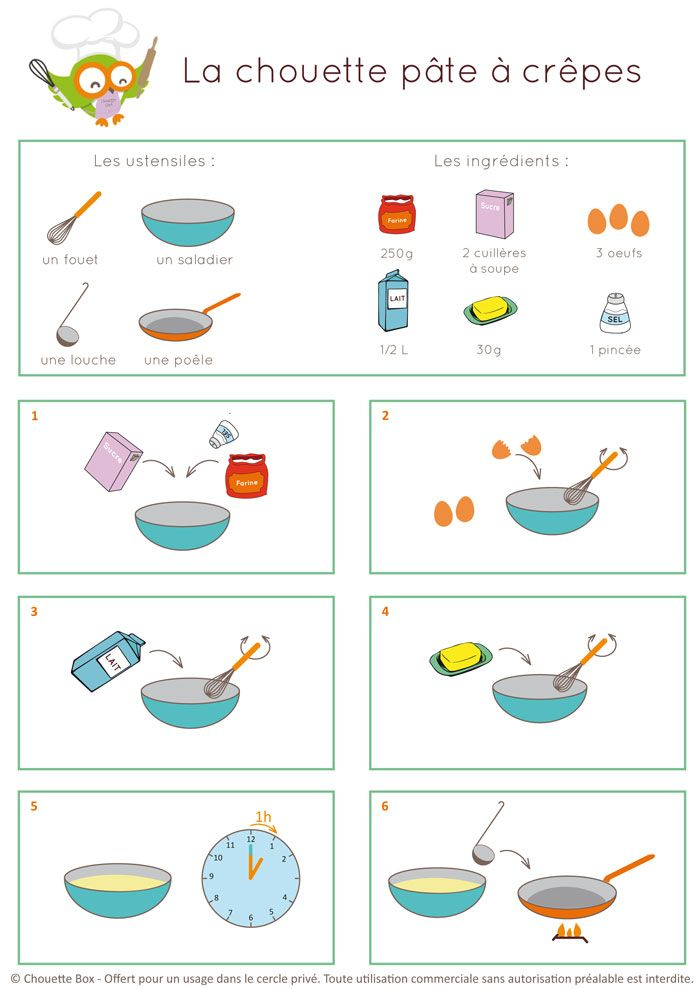 La chouette pâte à crêpes
Les ustensiles :
un fouet
un saladier
une louche
une poêle
Les ingrédients :
Farine
250g
Sucre
2 cuillères
à soupe
3 oeufs
LAIT
1/2 L
30g
SEL
1 pincée
1
Sucre
SEL
Farine
2
3
LAIT
4
5
1h
12
1
2
3
4
5
6
7
8
9
10
11
6
© Chouette Box - Offert pour un usage dans le cercle privé. Toute utilisation commerciale sans autorisation préalable est interdite.